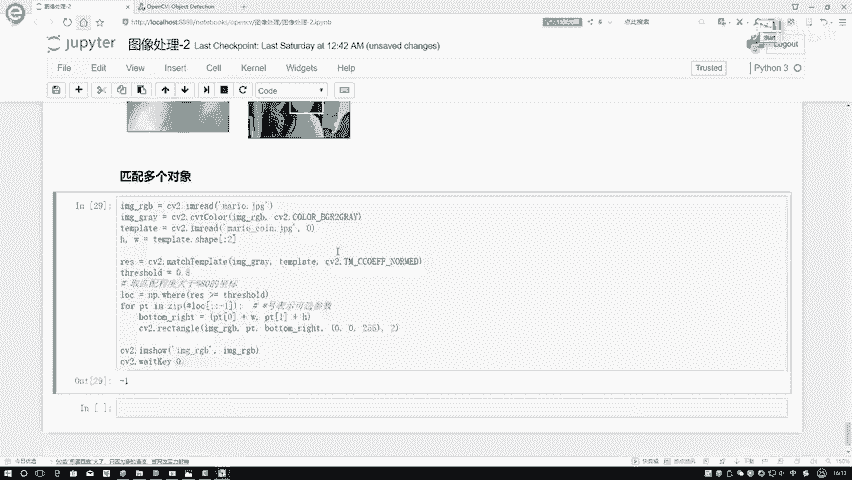 图像处理-2
OpenCV: Object Detection
http://localhost:8888/notebooks/opencv/图像处理/图像处理-2.ipynb
点此搜索
jupyter 图像处理-2 Last Checkpoint: Last Saturday at 12:42 AM (unsaved changes)
Logout
File Edit View Insert Cell Kernel Widgets Help
Trusted
Python 3
Code
匹配多个对象
In [29]:
img_rgb = cv2.imread('mario.jpg')
img_gray = cv2.cvtColor(img_rgb, cv2.COLOR_BGR2GRAY)
template = cv2.imread('mario_coin.jpg', 0)
h, w = template.shape[:2]
res = cv2.matchTemplate(img_gray, template, cv2.TM_CCOEFF_NORMED)
threshold = 0.8
# 取匹配程度大于%80的坐标
loc = np.where(res >= threshold)
for pt in zip(*loc[::-1]): # *号表示可选参数
bottom_right = (pt[0] + w, pt[1] + h)
cv2.rectangle(img_rgb, pt, bottom_right, (0, 0, 255), 2)
cv2.imshow('img_rgb', img_rgb)
cv2.waitKey(0)
Out[29]: -1
In [ ]:
16:13